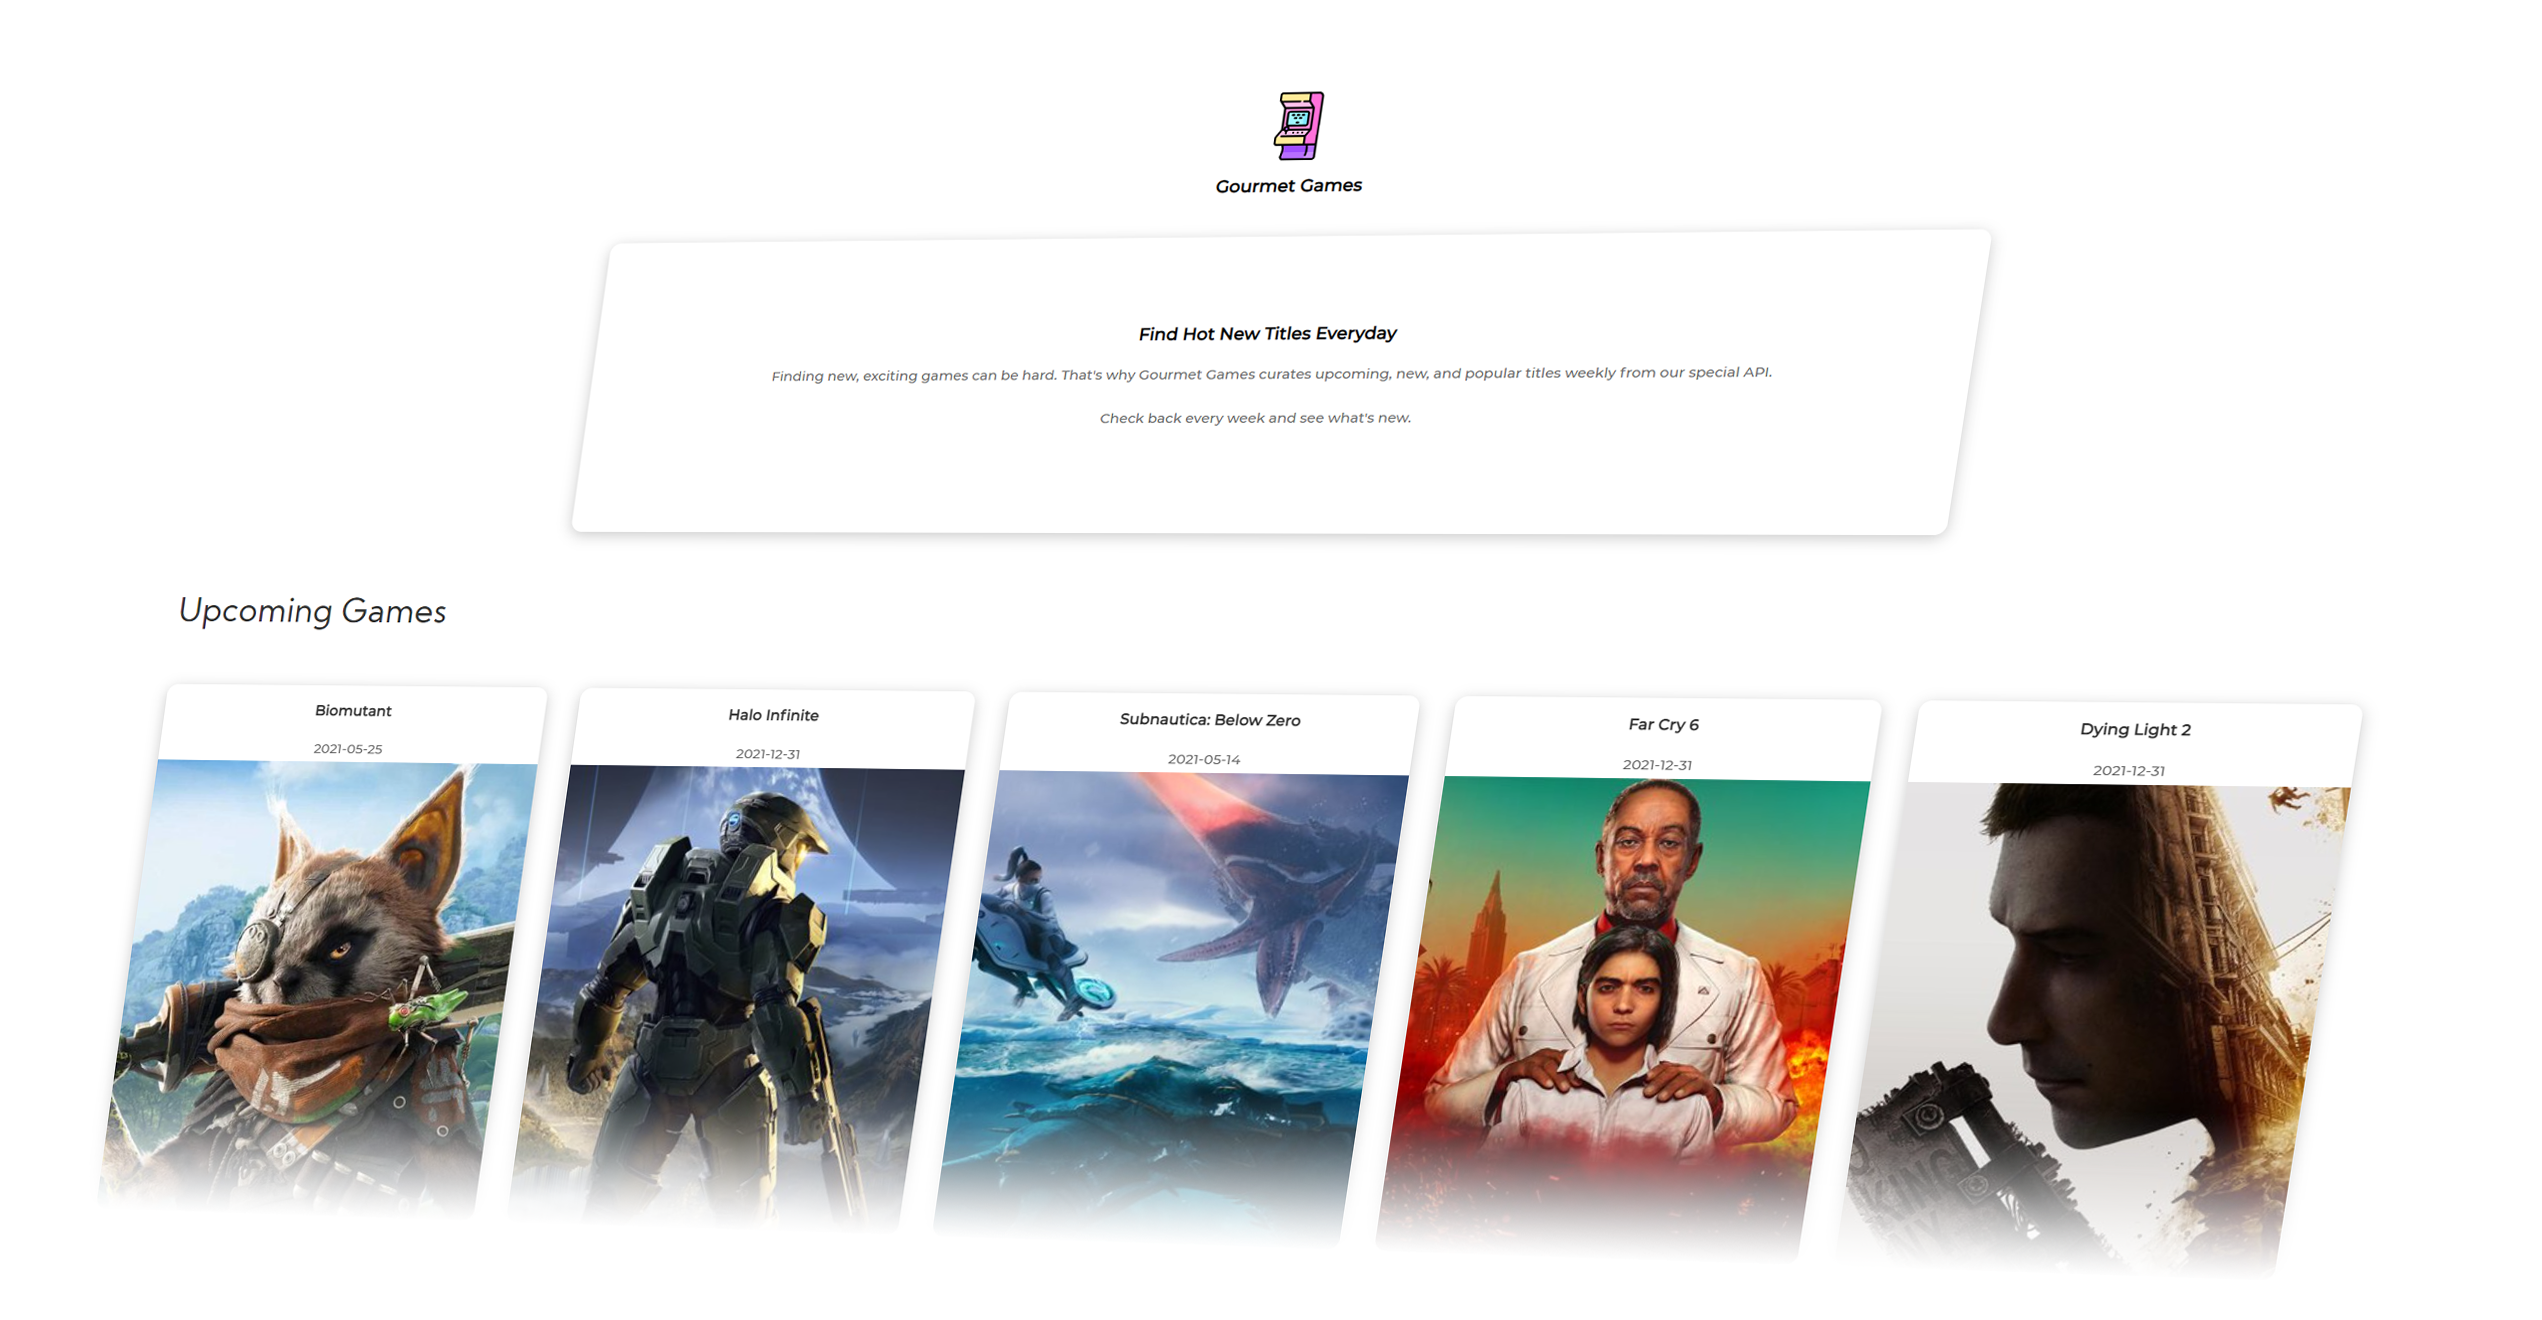 Gourmet Games
Find Hot New Titles Everyday
Finding new, exciting games can be hard. That's why Gourmet Games curates upcoming, new, and popular titles weekly from our special API.
Check back every week and see what's new.
Upcoming Games
Biomutant
2021-05-25
Halo Infinite
2021-12-31
Subnautica: Below Zero
2021-05-14
Far Cry 6
2021-12-31
Dying Light 2
2021-12-31